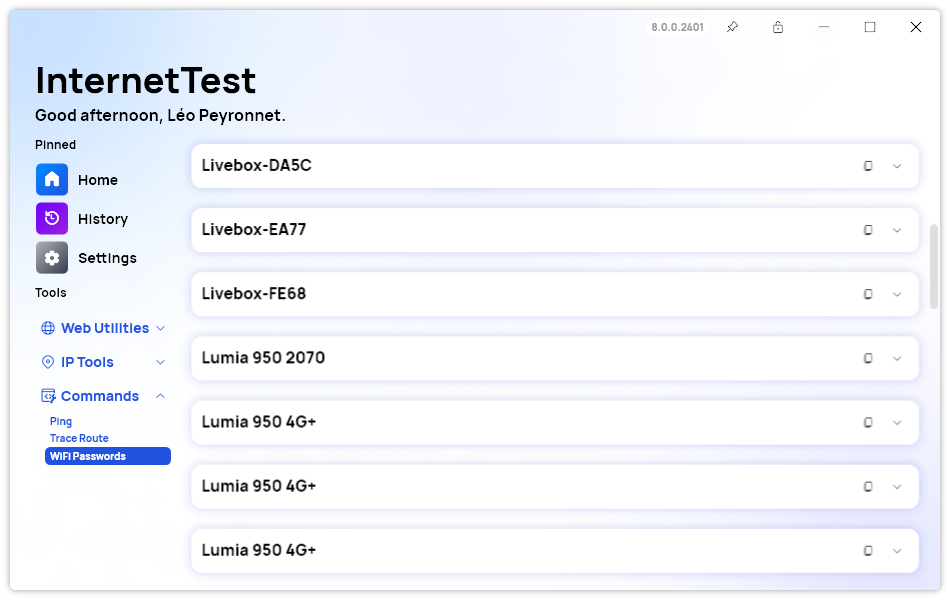 8.0.0.2401
InternetTest
Good afternoon, Léo Peyronnet.
Pinned
Home
History
Settings
Tools
Web Utilities
IP Tools
Commands
Ping
Trace Route
WiFi Passwords
Livebox-DA5C
Livebox-EA77
Livebox-FE68
Lumia 950 2070
Lumia 950 4G+
Lumia 950 4G+
Lumia 950 4G+